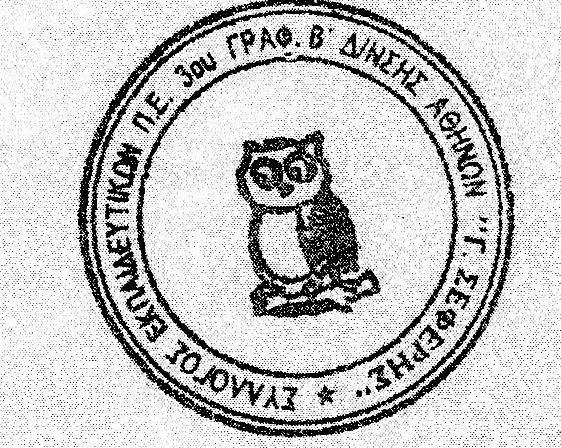 ΣΥΛΛΟΓΟΣ ΕΚΠΑΙΔΕΥΤΙΚΩΝ Π.Ε. 3ου ΓΡΑΦ. Β' Δ/ΝΣΗΣ ΑΘΗΝΩΝ "Γ. ΣΕΦΕΡΗΣ" ★